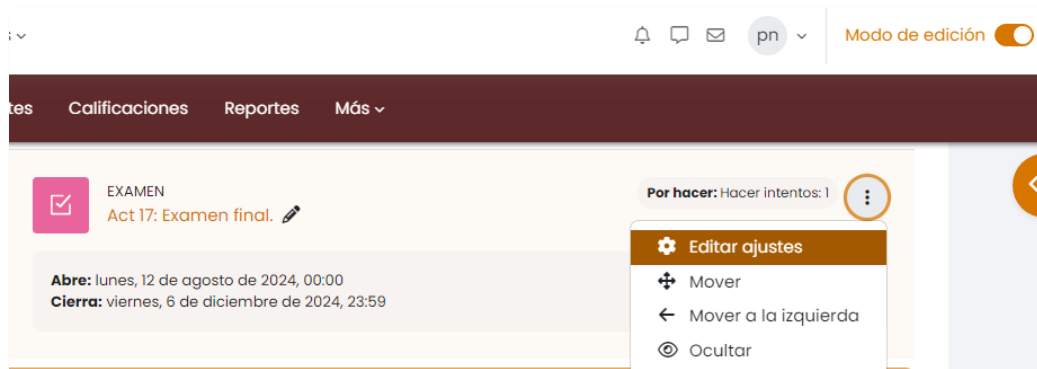 pn
Modo de edición
Calificaciones Reportes Más
EXAMEN
Act 17: Examen final.
Por hacer: Hacer intentos: 1
Abre: lunes, 12 de agosto de 2024, 00:00
Cierra: viernes, 6 de diciembre de 2024, 23:59
Editar ajustes
Mover
Mover a la izquierda
Ocultar